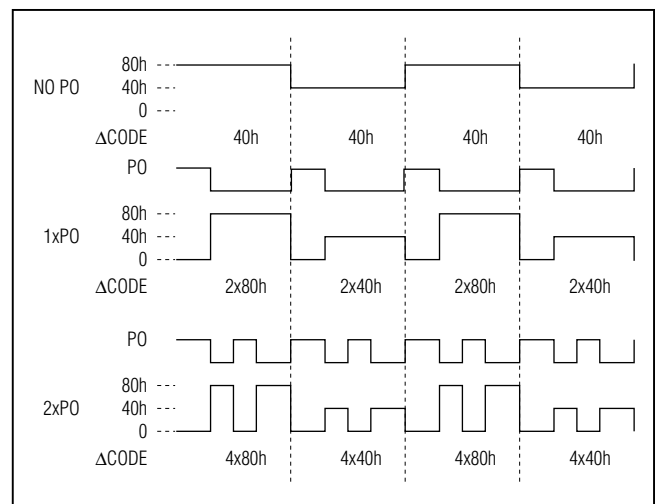 80h
NO PO 40h
0
ΔCODE 40h 40h 40h 40h
PO
80h
1xPO 40h
0
ΔCODE 2x80h 2x40h 2x80h 2x40h
PO
80h
2xPO 40h
0
ΔCODE 4x80h 4x40h 4x80h 4x40h